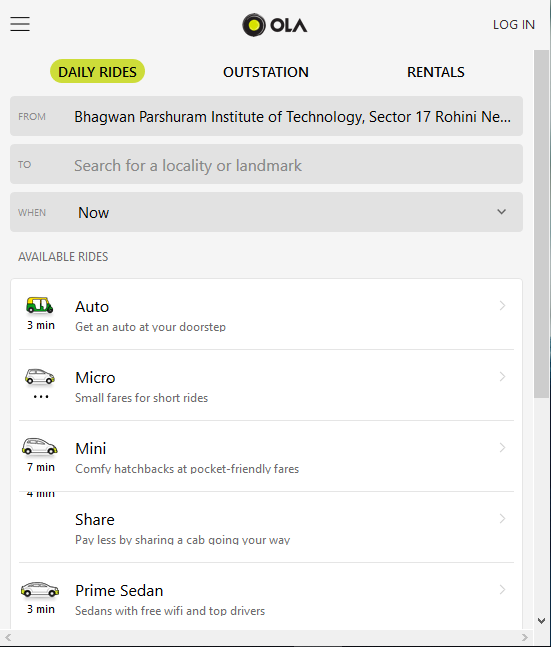 OLA
LOG IN
DAILY RIDES OUTSTATION RENTALS
FROM Bhagwan Parshuram Institute of Technology, Sector 17 Rohini Ne...
TO Search for a locality or landmark
WHEN Now
AVAILABLE RIDES
Auto
3 min Get an auto at your doorstep
Micro
... Small fares for short rides
Mini
7 min Comfy hatchbacks at pocket-friendly fares
4 min
Share
Pay less by sharing a cab going your way
Prime Sedan
3 min Sedans with free wifi and top drivers